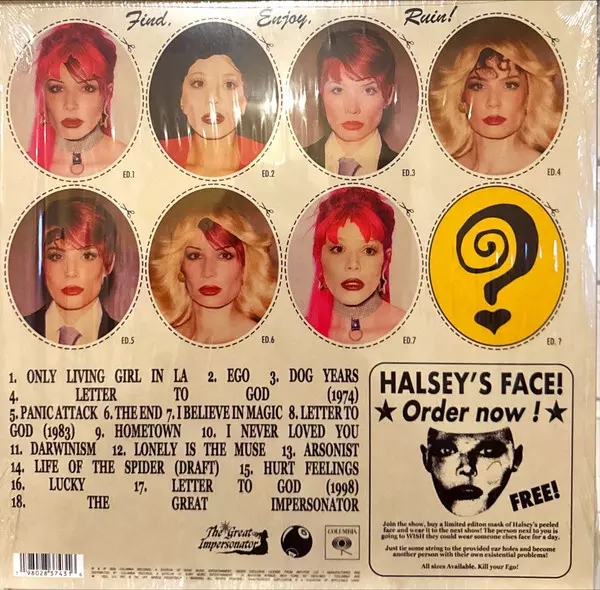 Find. Enjoy. Ruin!
ED.1 ED.2 ED.3 ED.4
ED.5 ED.6 ED.7 ED. ?
1. ONLY LIVING GIRL IN LA 2. EGO 3. DOG YEARS
4. LETTER TO GOD (1974)
5. PANIC ATTACK 6. THE END 7. I BELIEVE IN MAGIC 8. LETTER TO
GOD (1983) 9. HOMETOWN 10. I NEVER LOVED YOU
11. DARWINISM 12. LONELY IS THE MUSE 13. ARSONIST
14. LIFE OF THE SPIDER (DRAFT) 15. HURT FEELINGS
16. LUCKY 17. LETTER TO GOD (1998)
18. THE GREAT IMPERSONATOR
HALSEY'S FACE!
★ Order now! ★
FREE!
Join the show, buy a limited editon mask of Halsey's peeled
face and wear it to the next show! The person next to you is
going to WISH they could wear someone elses face for a day.
Just tie some string to the provided ear holes and become
another person with their own existential problems!
All sizes Available. Kill your Ego!
The Great
Impersonator
8
COLUMBIA